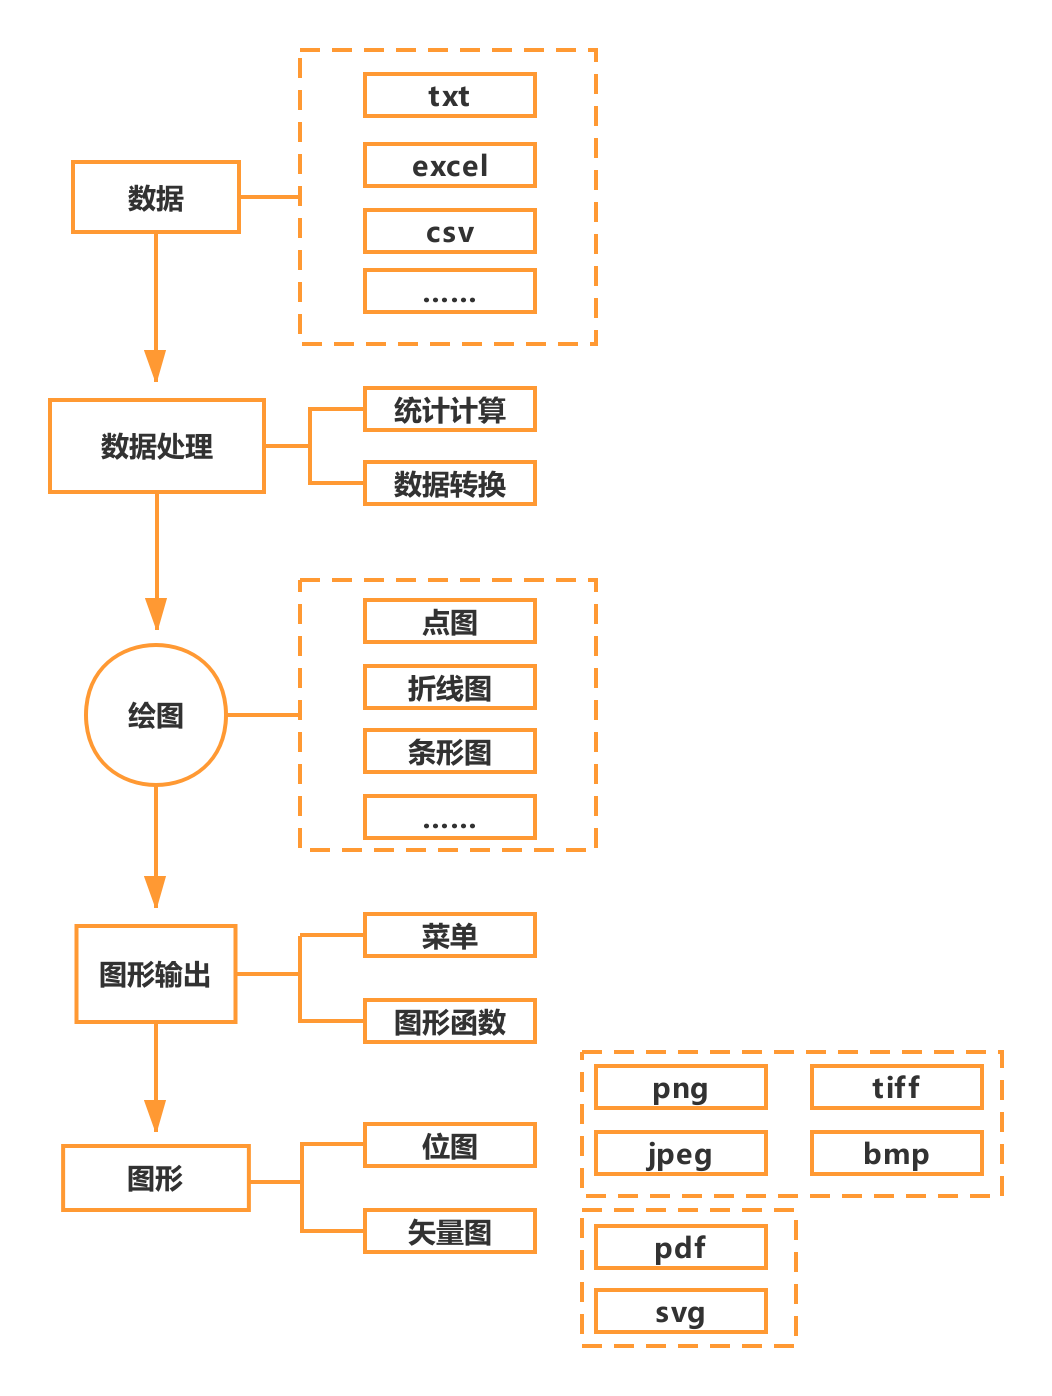 数据
txt
excel
csv
……
数据处理
统计计算
数据转换
绘图
点图
折线图
条形图
……
图形输出
菜单
图形函数
图形
位图
png
tiff
jpeg
bmp
矢量图
pdf
svg